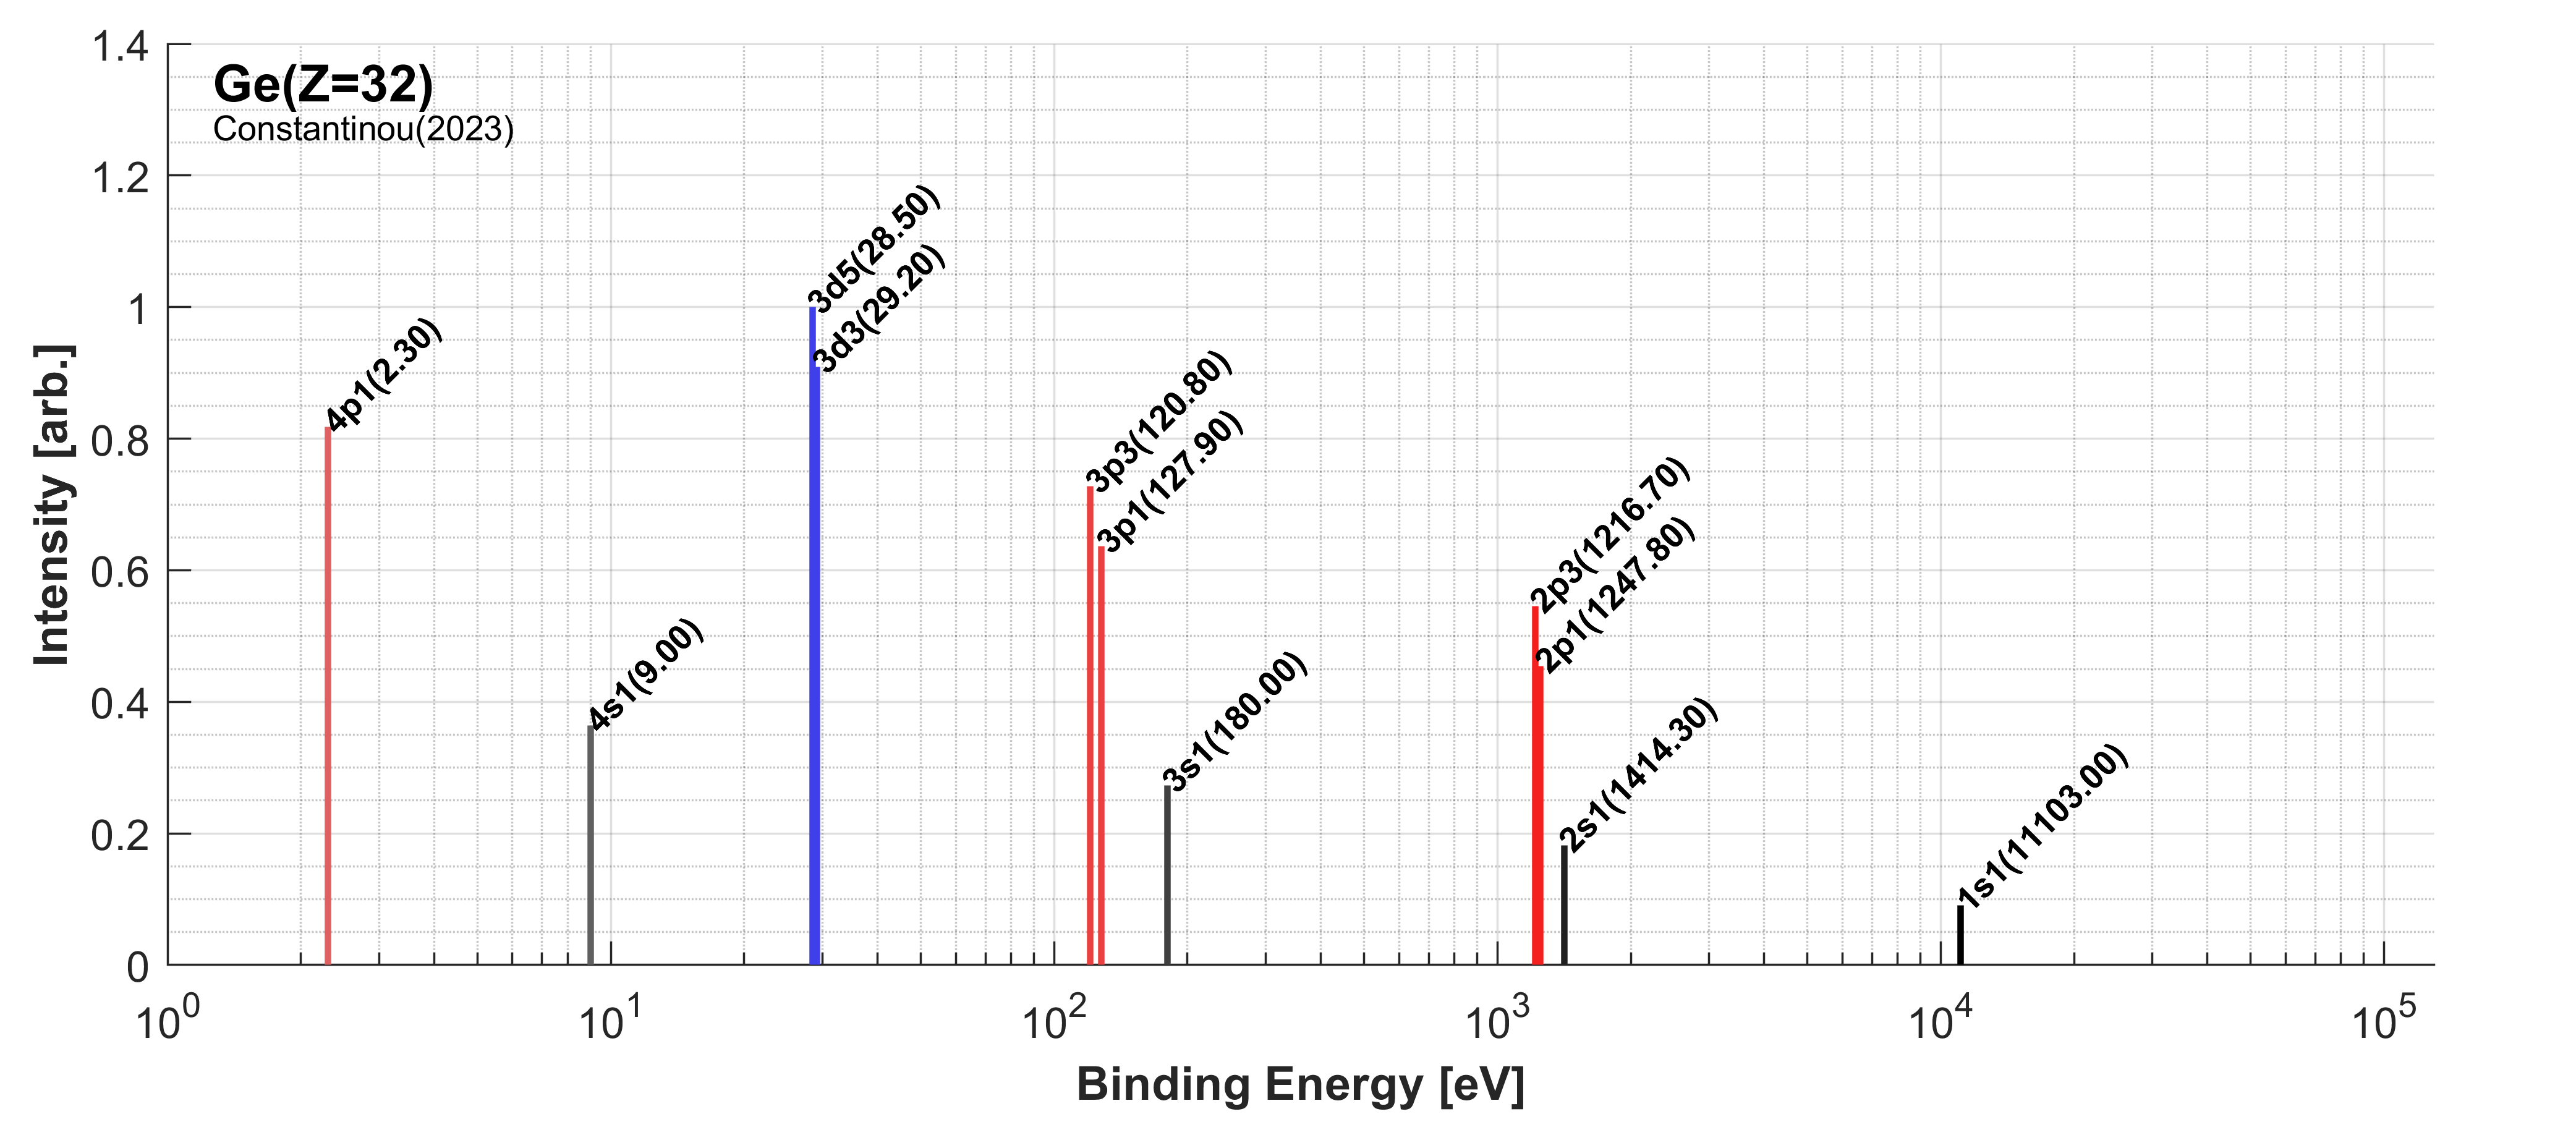 Ge(Z=32)
Constantinou(2023)
Intensity [arb.]
1.4
1.2
1
0.8
0.6
0.4
0.2
0
4p1(2.30)
4s1(9.00)
3d5(28.50)
3d3(29.20)
3p3(120.80)
3p1(127.90)
3s1(180.00)
2p3(1216.70)
2p1(1247.80)
2s1(1414.30)
1s1(11103.00)
10^0 10^1 10^2 10^3 10^4 10^5
Binding Energy [eV]